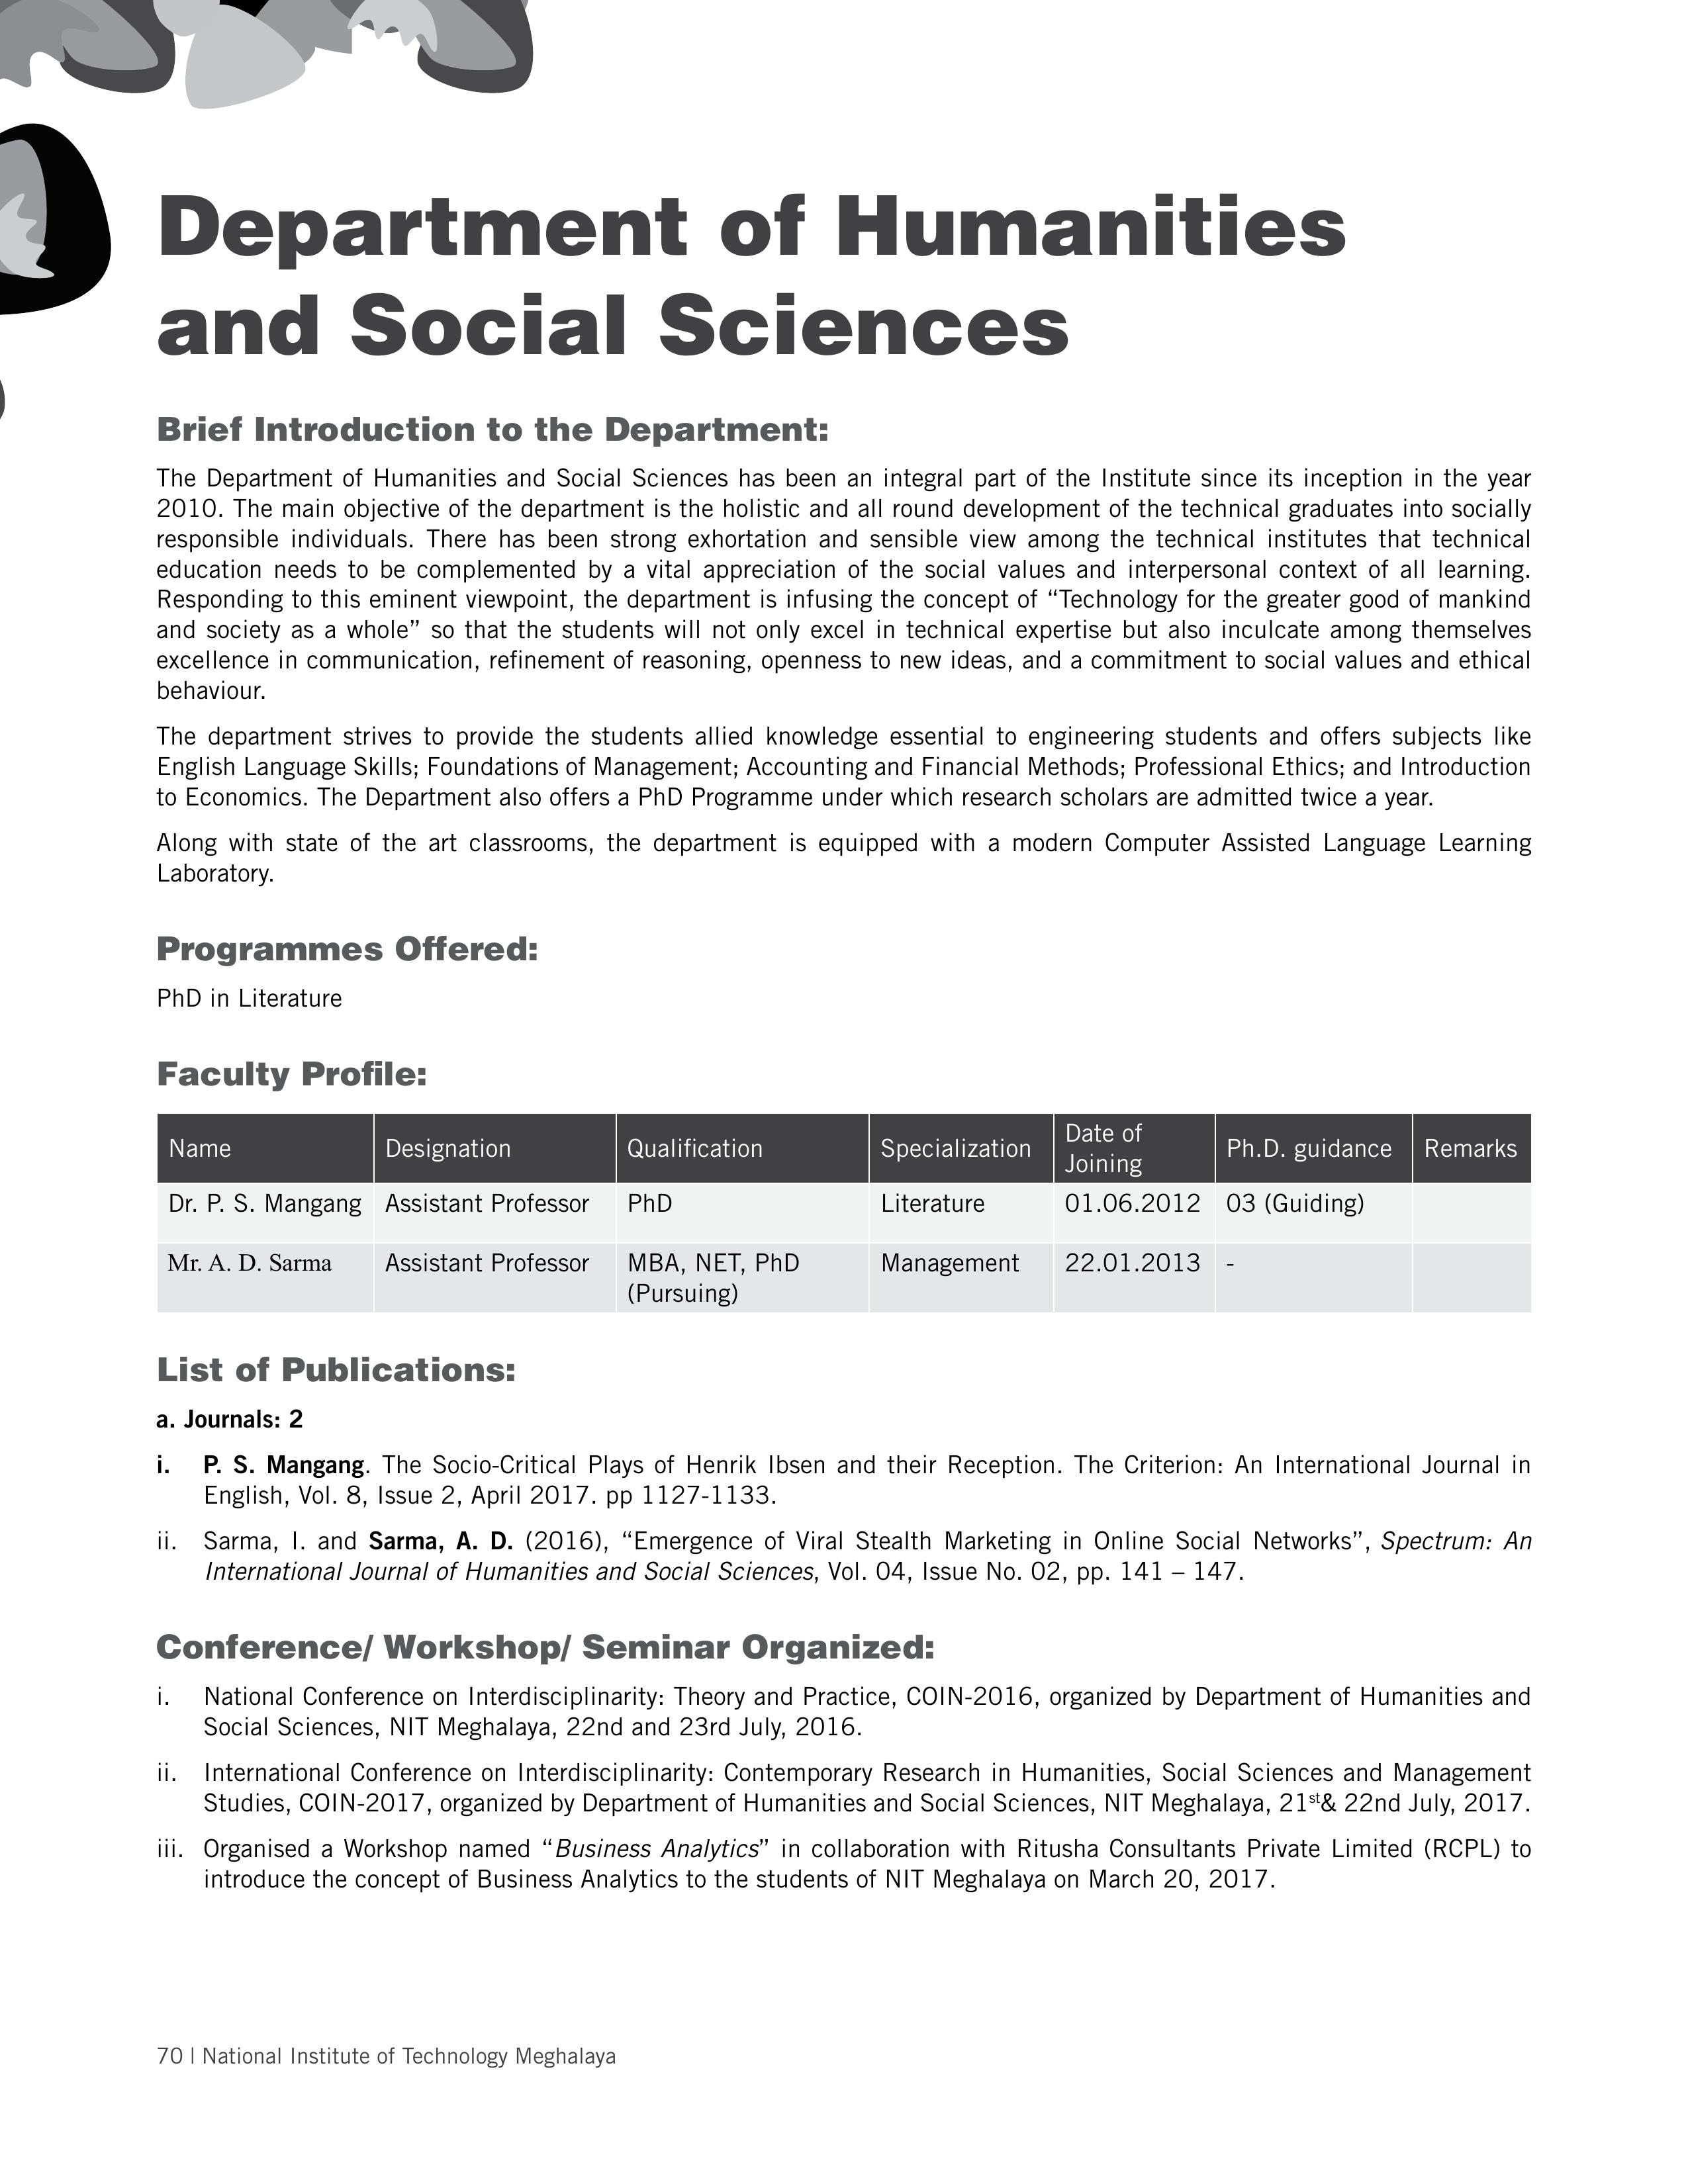 Department of Humanities
and Social Sciences
Brief Introduction to the Department:
The Department of Humanities and Social Sciences has been an integral part of the Institute since its inception in the year
2010. The main objective of the department is the holistic and all round development of the technical graduates into socially
responsible individuals. There has been strong exhortation and sensible view among the technical institutes that technical
education needs to be complemented by a vital appreciation of the social values and interpersonal context of all learning.
Responding to this eminent viewpoint, the department is infusing the concept of “Technology for the greater good of mankind
and society as a whole” so that the students will not only excel in technical expertise but also inculcate among themselves
excellence in communication, refinement of reasoning, openness to new ideas, and a commitment to social values and ethical
behaviour.
The department strives to provide the students allied knowledge essential to engineering students and offers subjects like
English Language Skills; Foundations of Management; Accounting and Financial Methods; Professional Ethics; and Introduction
to Economics. The Department also offers a PhD Programme under which research scholars are admitted twice a year.
Along with state of the art classrooms, the department is equipped with a modern Computer Assisted Language Learning
Laboratory.
Programmes Offered:
PhD in Literature
Faculty Profile:
Name Designation Qualification Specialization Date of Joining Ph.D. guidance Remarks
Dr. P. S. Mangang Assistant Professor PhD Literature 01.06.2012 03 (Guiding)
Mr. A. D. Sarma Assistant Professor MBA, NET, PhD (Pursuing) Management 22.01.2013 -
List of Publications:
a. Journals: 2
i. P. S. Mangang. The Socio-Critical Plays of Henrik Ibsen and their Reception. The Criterion: An International Journal in
English, Vol. 8, Issue 2, April 2017. pp 1127-1133.
ii. Sarma, I. and Sarma, A. D. (2016), “Emergence of Viral Stealth Marketing in Online Social Networks”, Spectrum: An
International Journal of Humanities and Social Sciences, Vol. 04, Issue No. 02, pp. 141 – 147.
Conference/ Workshop/ Seminar Organized:
i. National Conference on Interdisciplinarity: Theory and Practice, COIN-2016, organized by Department of Humanities and
Social Sciences, NIT Meghalaya, 22nd and 23rd July, 2016.
ii. International Conference on Interdisciplinarity: Contemporary Research in Humanities, Social Sciences and Management
Studies, COIN-2017, organized by Department of Humanities and Social Sciences, NIT Meghalaya, 21st& 22nd July, 2017.
iii. Organised a Workshop named “Business Analytics” in collaboration with Ritusha Consultants Private Limited (RCPL) to
introduce the concept of Business Analytics to the students of NIT Meghalaya on March 20, 2017.
70 | National Institute of Technology Meghalaya